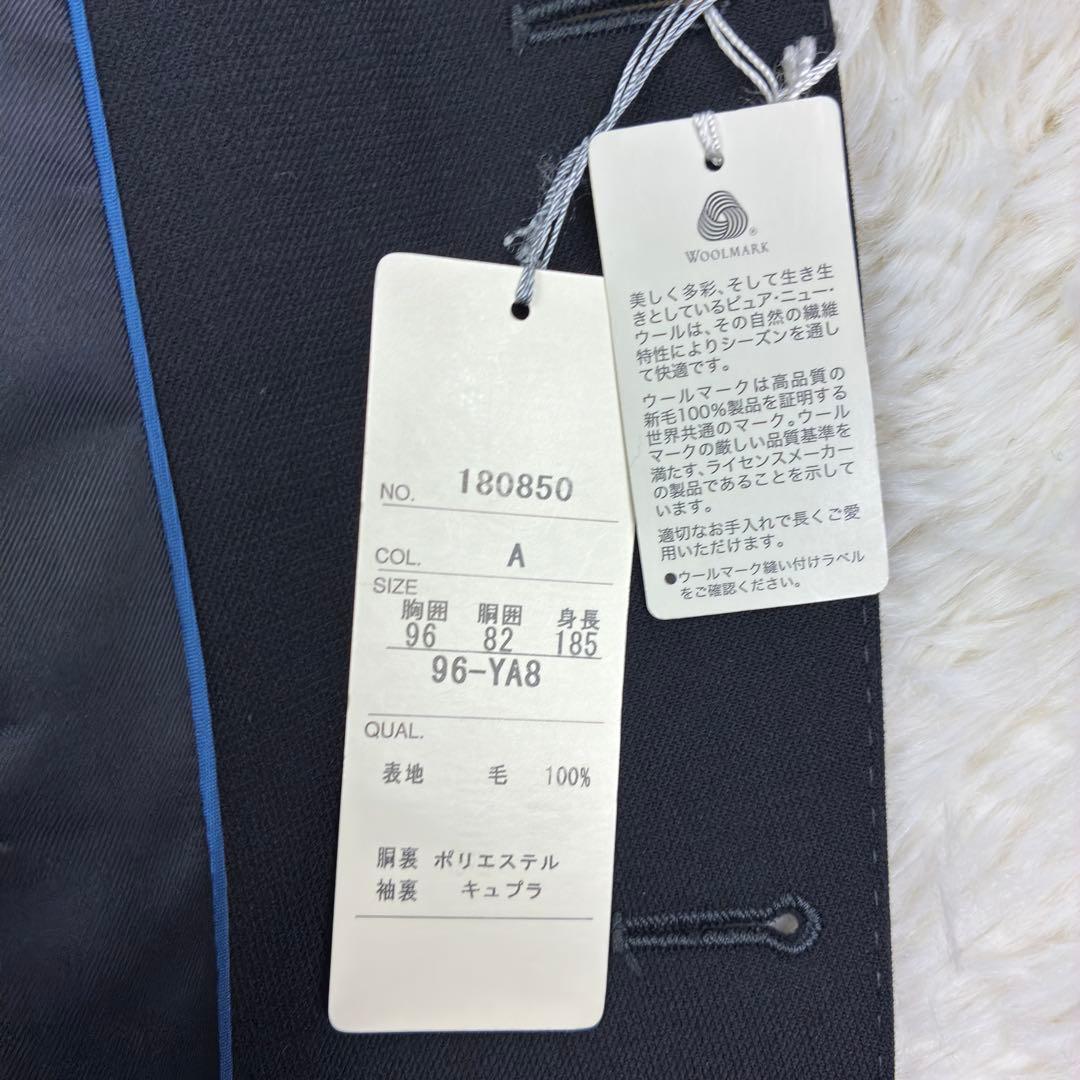 WOOLMARK
®
美しく多彩、そして生き生
きとしているピュア・ニュー・
ウールは、その自然の繊維
特性によりシーズンを通し
て快適です。
ウールマークは高品質の
新毛100%製品を証明する
世界共通のマーク。ウール
マークの厳しい品質基準を
満たす、ライセンスメーカー
の製品であることを示して
います。
適切なお手入れで長くご愛
用いただけます。
●ウールマーク縫い付けラベル
をご確認ください。
NO. 180850
COL. A
SIZE
胸囲 胴囲 身長
96 82 185
96-YA8
QUAL.
表地 毛 100%
胴裏 ポリエステル
袖裏 キュプラ